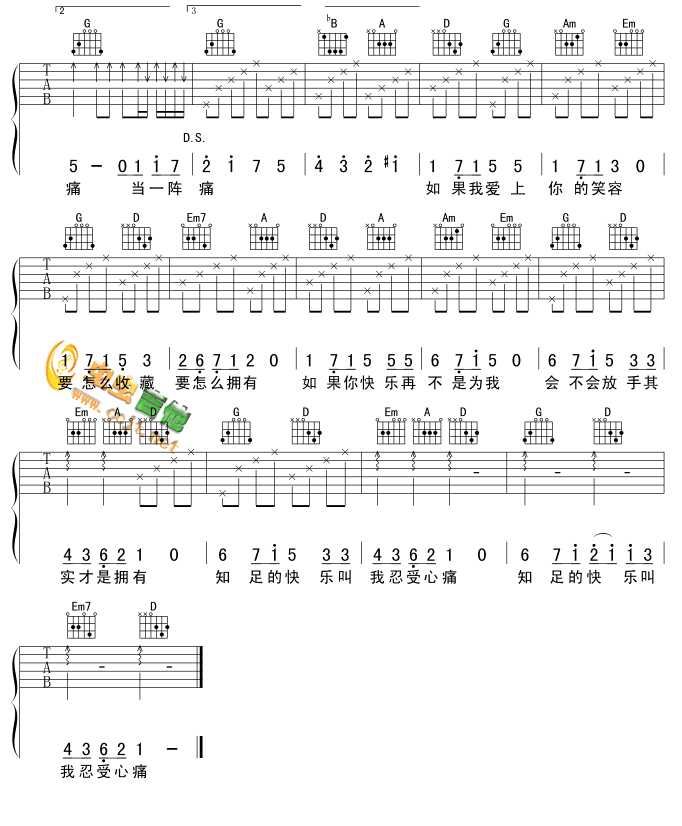 2 3
G G ♭B A D G Am Em
T A B
D.S.
5 – 0 1 i 7 | 2 i 7 5 | 4 3 2 #i | 1 7 1 5 5 | 1 7 1 3 0 |
痛 当一阵 痛 如 果我爱 上 你 的笑容
G D Em7 A D A Am Em G D
T A B
1 7 1 5 3 | 2 6 7 1 2 0 | 1 7 1 5 5 5 | 6 7 i 5 0 | 6 7 i 5 3 3 |
要 怎么收 藏 要怎么拥有 如 果你快 乐再 不 是为我 会 不会放 手其
虫虫吉他
www.ccjt.net
Em A D G D Em A D G D
T A B
4 3 6 2 1 0 | 6 7 i 5 3 3 | 4 3 6 2 1 0 | 6 7 i 2 i i 3 |
实才是拥有 知 足的快 乐叫 我忍受心痛 知 足的快 乐叫
Em7 D
T A B
4 3 6 2 1 –
我忍受心痛